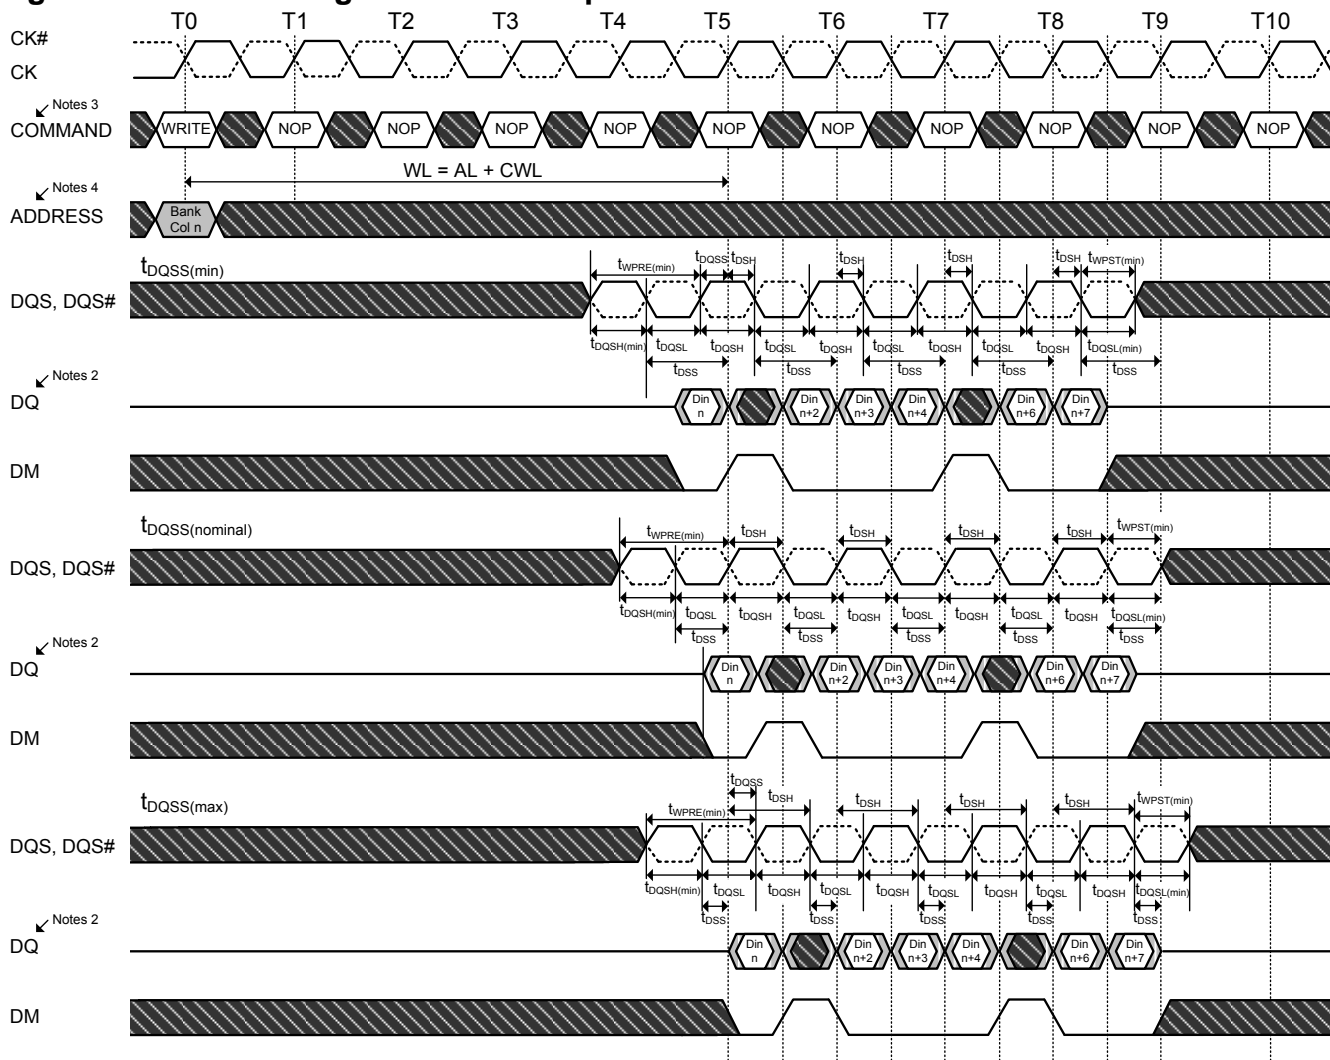 T0 T1 T2 T3 T4 T5 T6 T7 T8 T9 T10
CK#
CK
Notes 3
COMMAND WRITE NOP NOP NOP NOP NOP NOP NOP NOP NOP NOP
WL = AL + CWL
Notes 4
ADDRESS Bank Col n
tDQSS(min) tWPRE(min) tDQSS tDSH tDSH tDSH tDSH tWPST(min)
DQS, DQS#
tDQSH(min) tDQSL tDQSH tDQSL tDQSH tDQSL tDQSH tDQSL tDQSH tDQSL(min)
tDSS tDSS tDSS tDSS tDSS
Notes 2
DQ Din n Din n+2 Din n+3 Din n+4 Din n+6 Din n+7
DM
tDQSS(nominal) tWPRE(min) tDSH tDSH tDSH tDSH tWPST(min)
DQS, DQS#
tDQSH(min) tDQSL tDQSH tDQSL tDQSH tDQSL tDQSH tDQSL tDQSH tDQSL(min)
tDSS tDSS tDSS tDSS tDSS
Notes 2
DQ Din n Din n+2 Din n+3 Din n+4 Din n+6 Din n+7
DM
tDQSS
tDQSS(max) tWPRE(min) tDSH tDSH tDSH tDSH tWPST(min)
DQS, DQS#
tDQSH(min) tDQSL tDQSH tDQSL tDQSH tDQSL tDQSH tDQSL tDQSH tDQSL(min)
tDSS tDSS tDSS tDSS tDSS
Notes 2
DQ Din n Din n+2 Din n+3 Din n+4 Din n+6 Din n+7
DM